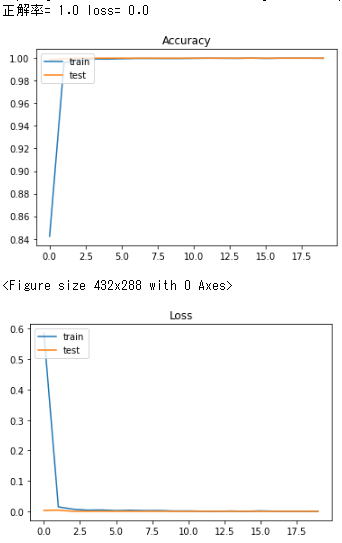 正解率= 1.0 loss= 0.0
Accuracy
1.00
0.98
0.96
0.94
0.92
0.90
0.88
0.86
0.84
train
test
0.0 2.5 5.0 7.5 10.0 12.5 15.0 17.5
<Figure size 432x288 with 0 Axes>
Loss
0.6
0.5
0.4
0.3
0.2
0.1
0.0
train
test
0.0 2.5 5.0 7.5 10.0 12.5 15.0 17.5